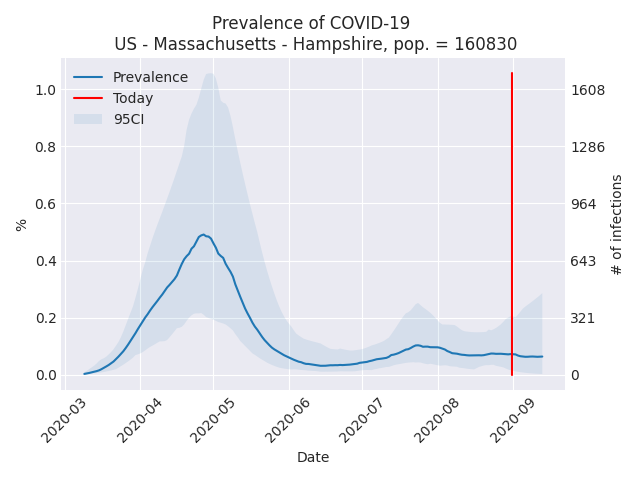 Prevalence of COVID-19
US - Massachusetts - Hampshire, pop. = 160830
Prevalence
Today
95CI
1.0
0.8
0.6
0.4
0.2
0.0
%
1608
1286
964
643
321
0
# of infections
2020-03
2020-04
2020-05
2020-06
2020-07
2020-08
2020-09
Date